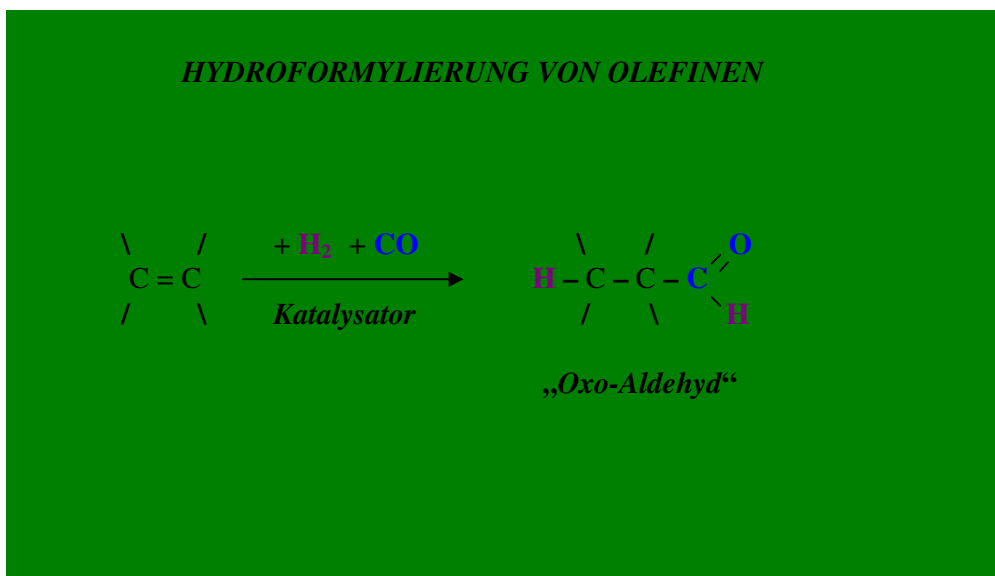 HYDROFORMYLIERUNG VON OLEFINEN
\ / + H₂ + CO \ / O
C = C H – C – C – C
/ \ Katalysator / \ H
„Oxo-Aldehyd“